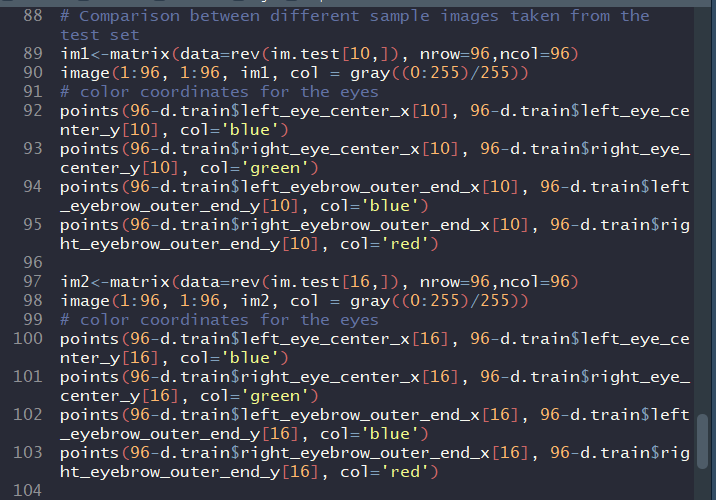 88 # Comparison between different sample images taken from the
test set
89 im1<-matrix(data=rev(im.test[10,]), nrow=96,ncol=96)
90 image(1:96, 1:96, im1, col = gray((0:255)/255))
91 # color coordinates for the eyes
92 points(96-d.train$left_eye_center_x[10], 96-d.train$left_eye_ce
nter_y[10], col='blue')
93 points(96-d.train$right_eye_center_x[10], 96-d.train$right_eye_
center_y[10], col='green')
94 points(96-d.train$left_eyebrow_outer_end_x[10], 96-d.train$left
_eyebrow_outer_end_y[10], col='blue')
95 points(96-d.train$right_eyebrow_outer_end_x[10], 96-d.train$rig
ht_eyebrow_outer_end_y[10], col='red')
96
97 im2<-matrix(data=rev(im.test[16,]), nrow=96,ncol=96)
98 image(1:96, 1:96, im2, col = gray((0:255)/255))
99 # color coordinates for the eyes
100 points(96-d.train$left_eye_center_x[16], 96-d.train$left_eye_ce
nter_y[16], col='blue')
101 points(96-d.train$right_eye_center_x[16], 96-d.train$right_eye_
center_y[16], col='green')
102 points(96-d.train$left_eyebrow_outer_end_x[16], 96-d.train$left
_eyebrow_outer_end_y[16], col='blue')
103 points(96-d.train$right_eyebrow_outer_end_x[16], 96-d.train$rig
ht_eyebrow_outer_end_y[16], col='red')
104